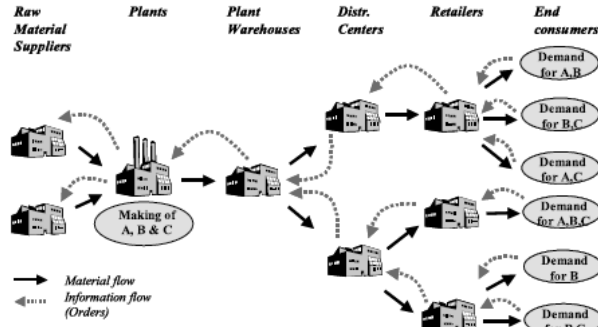 Raw
Material
Suppliers
Plants
Plant
Warehouses
Distr.
Centers
Retailers
End
consumers
Demand
for A,B
Demand
for B,C
Demand
for A,C
Making of
A, B & C
Demand
for A,B,C
Demand
for B
Demand
for B,C
Material flow
Information flow
(Orders)